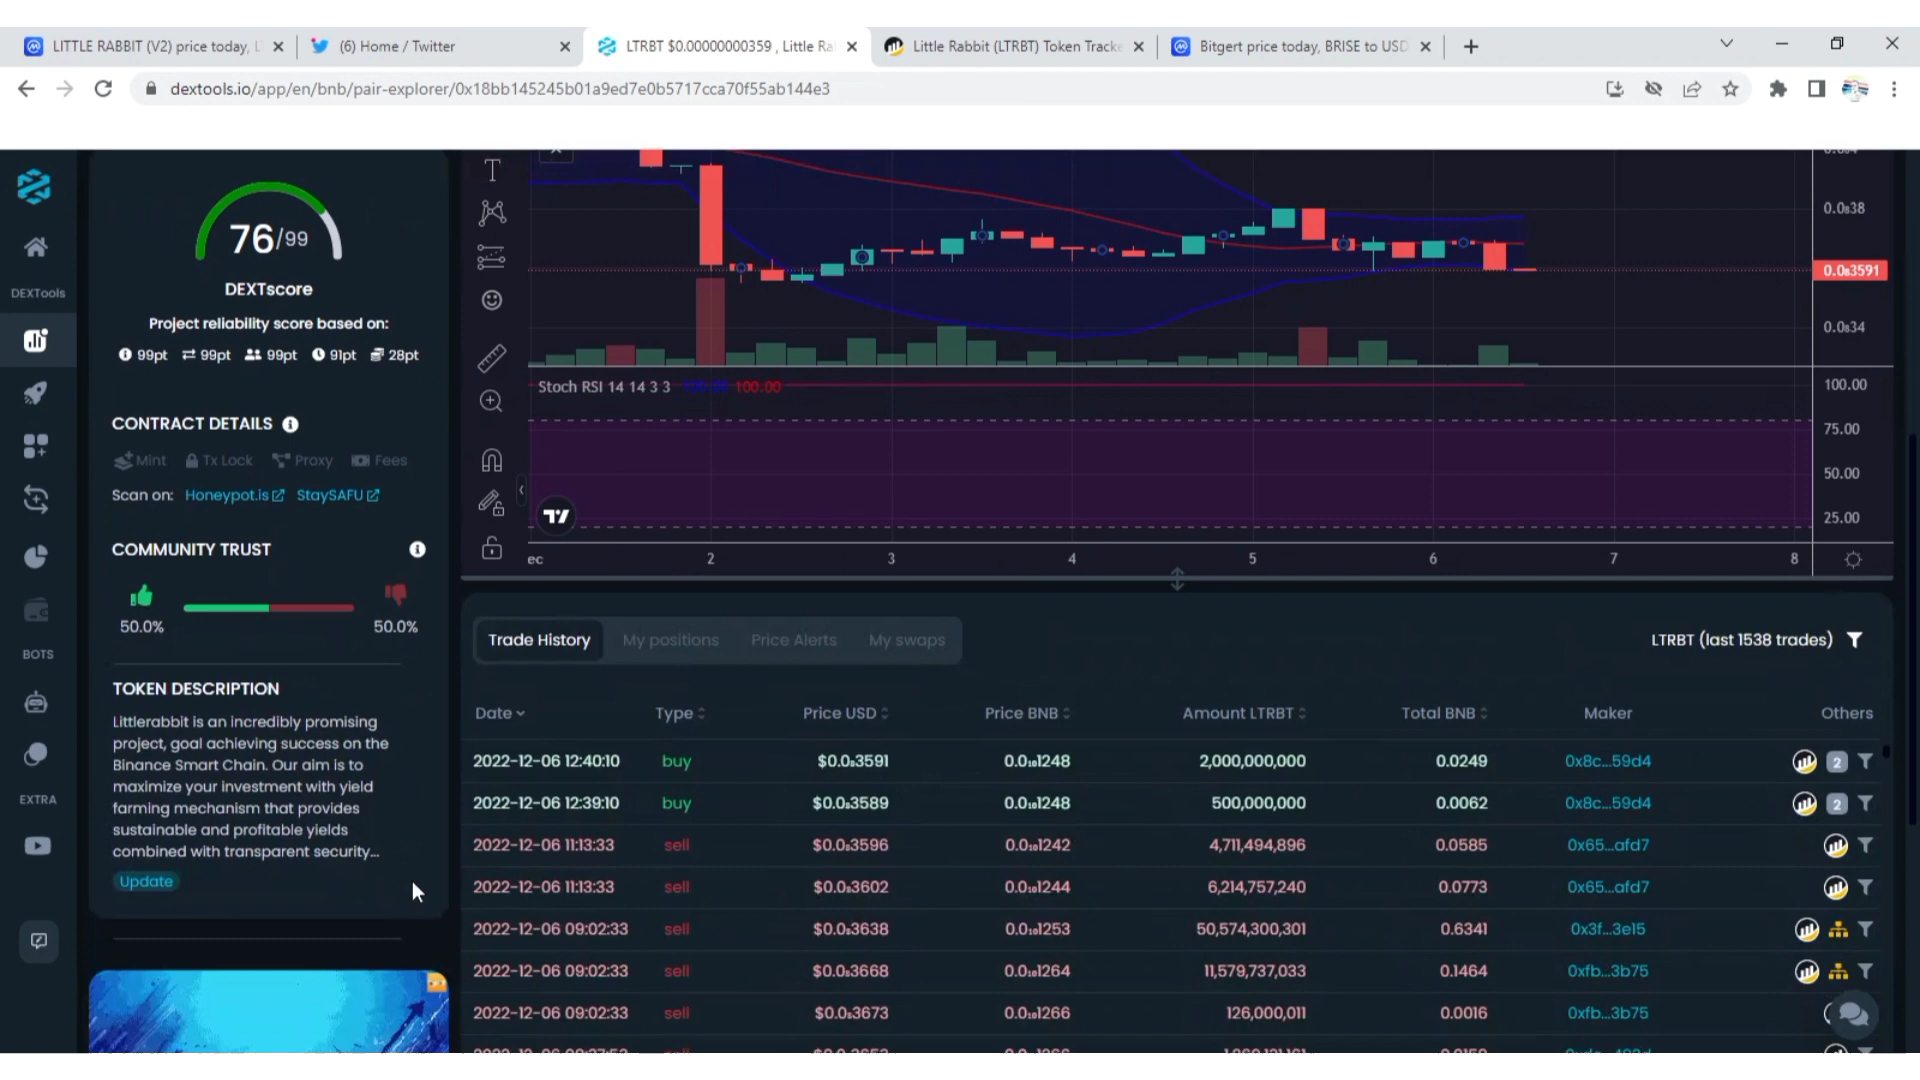 LITTLE RABBIT (V2) price today, L
(6) Home / Twitter
LTRBT $0.00000000359 , Little Ra
Little Rabbit (LTRBT) Token Tracke
Bitgert price today, BRISE to USD
dextools.io/app/en/bnb/pair-explorer/0x18bb145245b01a9ed7e0b5717cca70f55ab144e3
76/99
DEXTscore
Project reliability score based on:
99pt 99pt 99pt 91pt 28pt
CONTRACT DETAILS
Mint Tx Lock Proxy Fees
Scan on: Honeypot.is StaySAFU
COMMUNITY TRUST
50.0% 50.0%
TOKEN DESCRIPTION
Littlerabbit is an incredibly promising
project, goal achieving success on the
Binance Smart Chain. Our aim is to
maximize your investment with yield
farming mechanism that provides
sustainable and profitable yields
combined with transparent security...
Update
DEXTools
BOTS
EXTRA
0.0₈38
0.0₈3591
0.0₈34
Stoch RSI 14 14 3 3 100.00
100.00
75.00
50.00
25.00
ec 2 3 4 5 6 7 8
Trade History My positions Price Alerts My swaps
LTRBT (last 1538 trades)
Date Type Price USD Price BNB Amount LTRBT Total BNB Maker Others
2022-12-06 12:40:10 buy $0.0₈3591 0.0₁₀1248 2,000,000,000 0.0249 0x8c...59d4 2
2022-12-06 12:39:10 buy $0.0₈3589 0.0₁₀1248 500,000,000 0.0062 0x8c...59d4 2
2022-12-06 11:13:33 sell $0.0₈3596 0.0₁₀1242 4,711,494,896 0.0585 0x65...afd7
2022-12-06 11:13:33 sell $0.0₈3602 0.0₁₀1244 6,214,757,240 0.0773 0x65...afd7
2022-12-06 09:02:33 sell $0.0₈3638 0.0₁₀1253 50,574,300,301 0.6341 0x3f...3e15
2022-12-06 09:02:33 sell $0.0₈3668 0.0₁₀1264 11,579,737,033 0.1464 0xfb...3b75
2022-12-06 09:02:33 sell $0.0₈3673 0.0₁₀1266 126,000,011 0.0016 0xfb...3b75